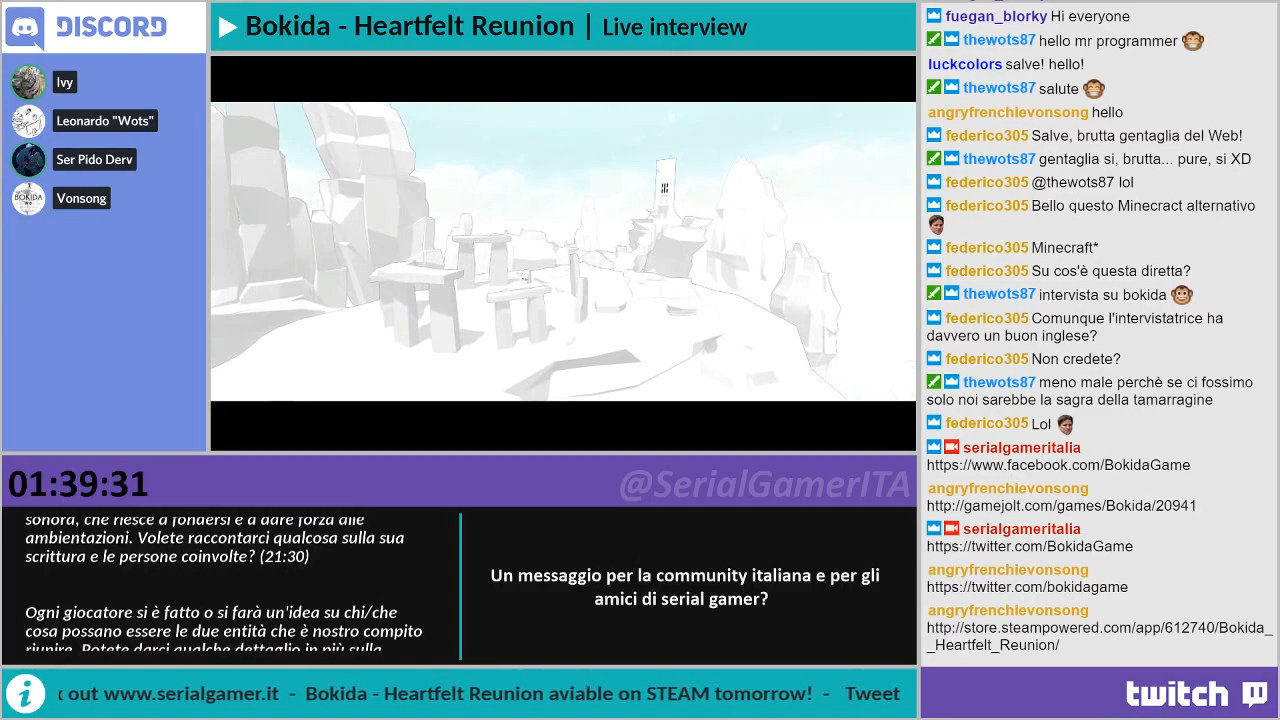 DISCORD
Ivy
Leonardo "Wots"
Ser Pido Derv
BOKIDA
Vonsong
Bokida - Heartfelt Reunion | Live interview
01:39:31
@SerialGamerITA
sonora, che riesce a fondersi e a dare forza alle
ambientazioni. Volete raccontarci qualcosa sulla sua
scrittura e le persone coinvolte? (21:30)
Ogni giocatore si è fatto o si farà un'idea su chi/che
cosa possano essere le due entità che è nostro compito
riunire. Potete darci qualche dettaglio in più sulla
Un messaggio per la community italiana e per gli
amici di serial gamer?
k out www.serialgamer.it - Bokida - Heartfelt Reunion aviable on STEAM tomorrow! - Tweet
fuegan_blorky Hi everyone
thewots87 hello mr programmer
luckcolors salve! hello!
thewots87 salute
angryfrenchievonsong hello
federico305 Salve, brutta gentaglia del Web!
thewots87 gentaglia si, brutta... pure, si XD
federico305 @thewots87 lol
federico305 Bello questo Minecract alternativo
federico305 Minecraft*
federico305 Su cos'è questa diretta?
thewots87 intervista su bokida
federico305 Comunque l'intervistatrice ha
davvero un buon inglese?
federico305 Non credete?
thewots87 meno male perchè se ci fossimo
solo noi sarebbe la sagra della tamarragine
federico305 Lol
serialgameritalia
https://www.facebook.com/BokidaGame
angryfrenchievonsong
http://gamejolt.com/games/Bokida/20941
serialgameritalia
https://twitter.com/BokidaGame
angryfrenchievonsong
https://twitter.com/bokidagame
angryfrenchievonsong
http://store.steampowered.com/app/612740/Bokida_
_Heartfelt_Reunion/
twitch